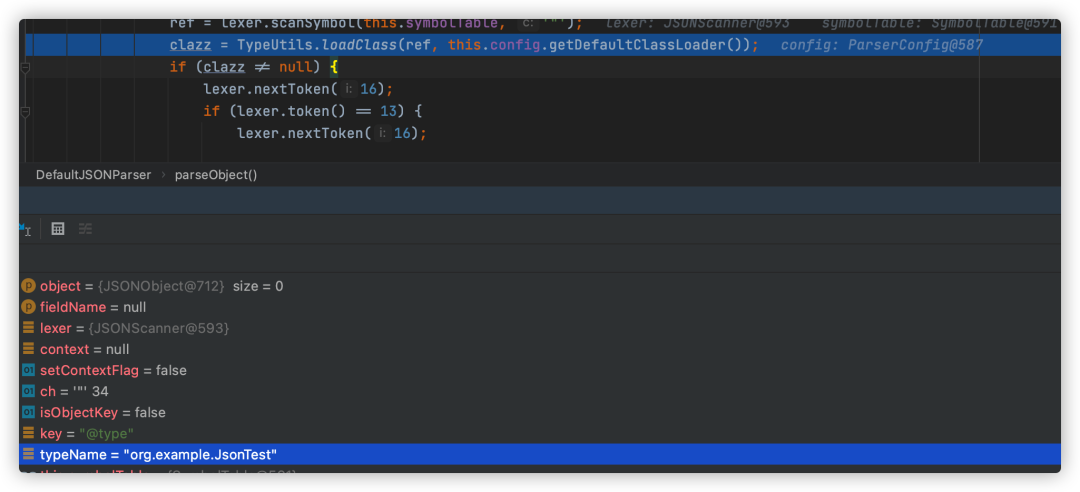 ref = lexer.scanSymbol(this.symbolTable, c: '"'); lexer: JSONScanner@593 symbolTable: SymbolTable@591
clazz = TypeUtils.loadClass(ref, this.config.getDefaultClassLoader()); config: ParserConfig@587
if (clazz ≠ null) {
lexer.nextToken( i: 16);
if (lexer.token() == 13) {
lexer.nextToken( i: 16);
DefaultJSONParser › parseObject()
object = {JSONObject@712} size = 0
fieldName = null
lexer = {JSONScanner@593}
context = null
setContextFlag = false
ch = '"' 34
isObjectKey = false
key = "@type"
typeName = "org.example.JsonTest"